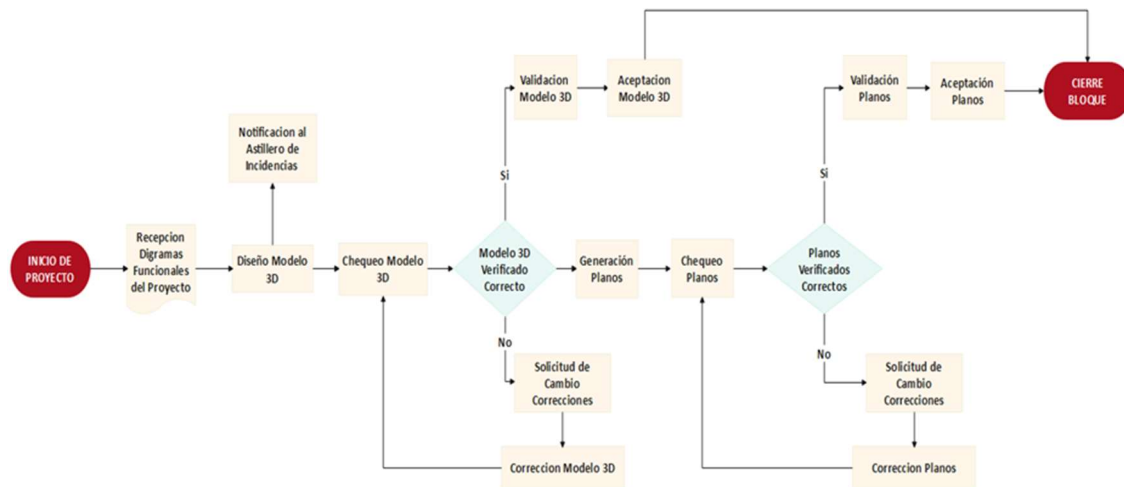 Validacion
Modelo 3D
Aceptacion
Modelo 3D
Validación
Planos
Aceptación
Planos
CIERRE
BLOQUE
Notificacion al
Astillero de
Incidencias
Si
Si
INICIO DE
PROYECTO
Recepcion
Digramas
Funcionales
del Proyecto
Diseño Modelo
3D
Chequeo Modelo
3D
Modelo 3D
Verificado
Correcto
Generación
Planos
Chequeo
Planos
Planos
Verificados
Correctos
No
No
Solicitud de
Cambio
Correcciones
Solicitud de
Cambio
Correcciones
Correccion Modelo 3D
Correccion Planos